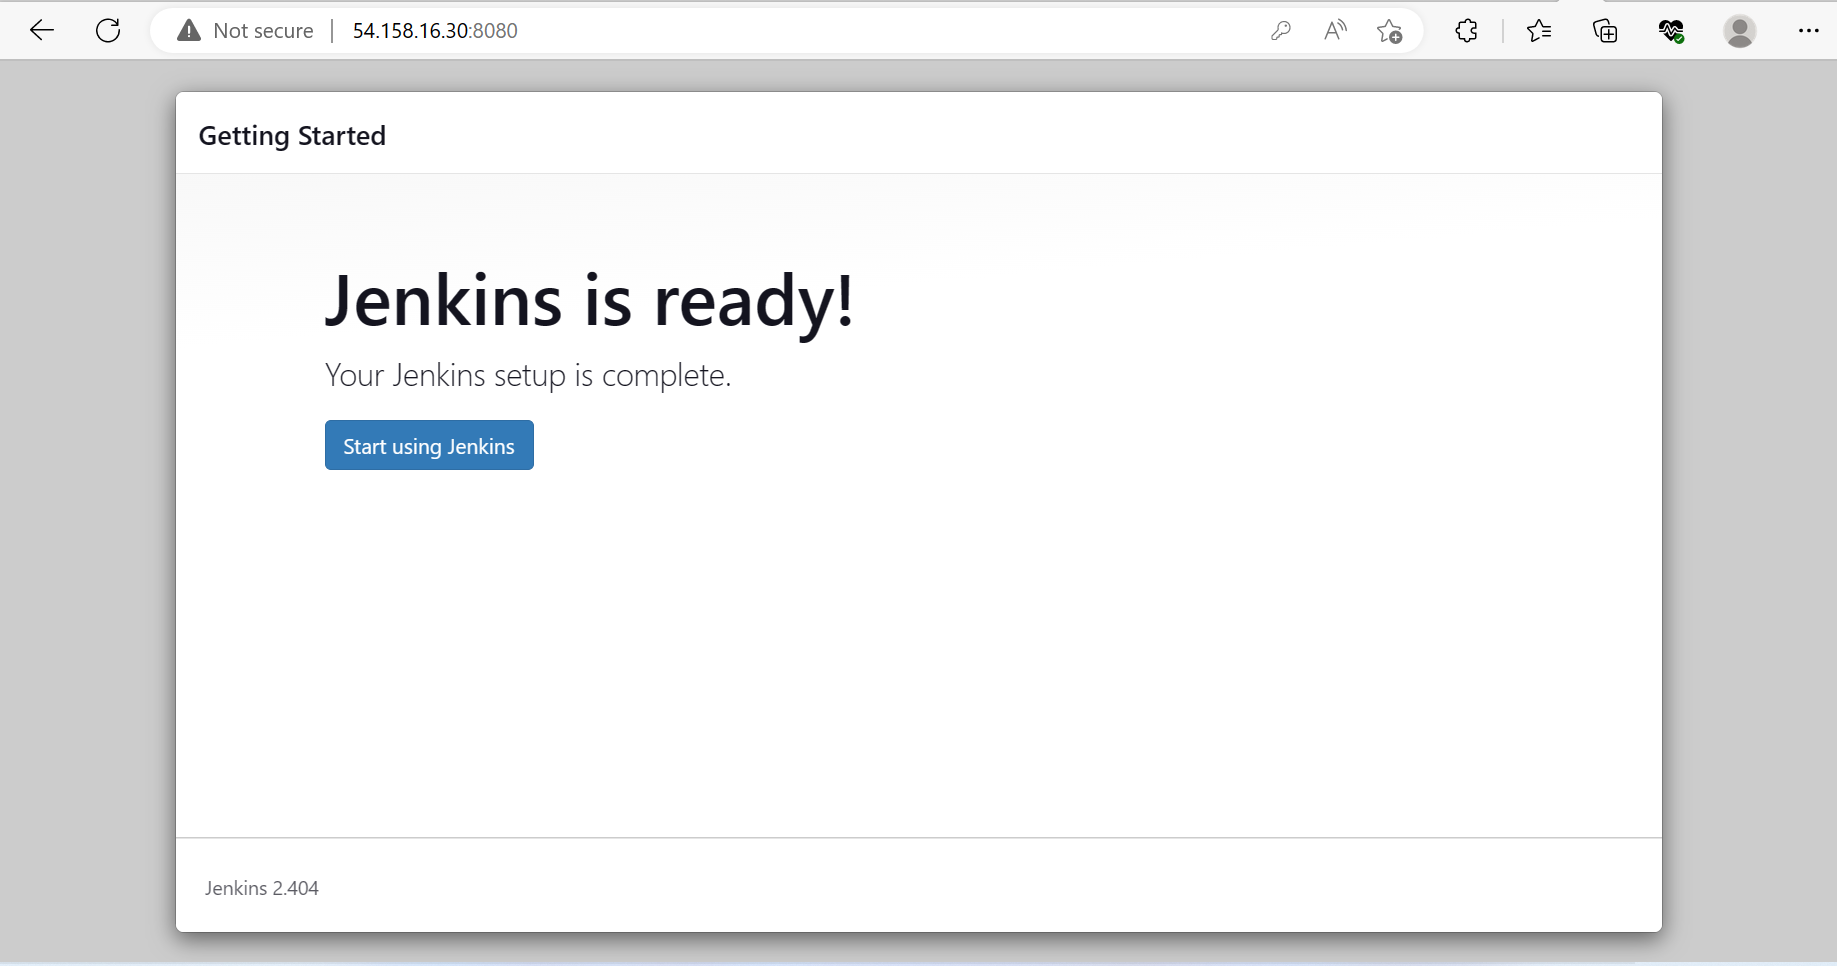 Not secure | 54.158.16.30:8080
Getting Started
Jenkins is ready!
Your Jenkins setup is complete.
Start using Jenkins
Jenkins 2.404